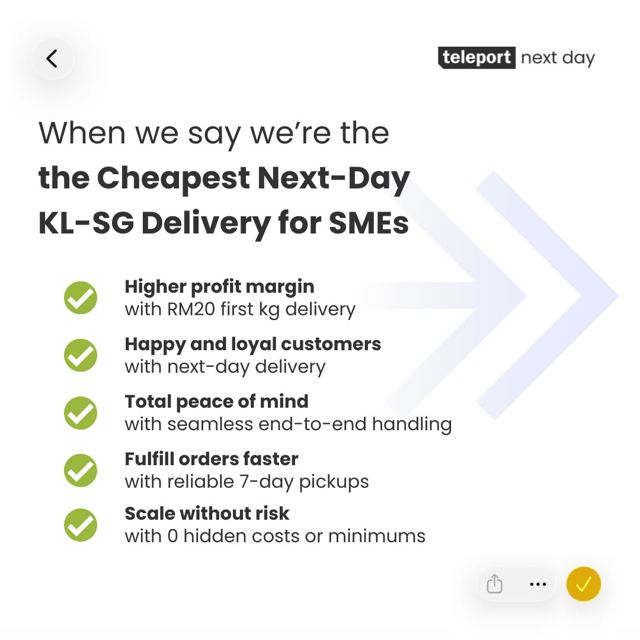 teleport next day
When we say we're the
the Cheapest Next-Day
KL-SG Delivery for SMEs
Higher profit margin
with RM20 first kg delivery
Happy and loyal customers
with next-day delivery
Total peace of mind
with seamless end-to-end handling
Fulfill orders faster
with reliable 7-day pickups
Scale without risk
with 0 hidden costs or minimums